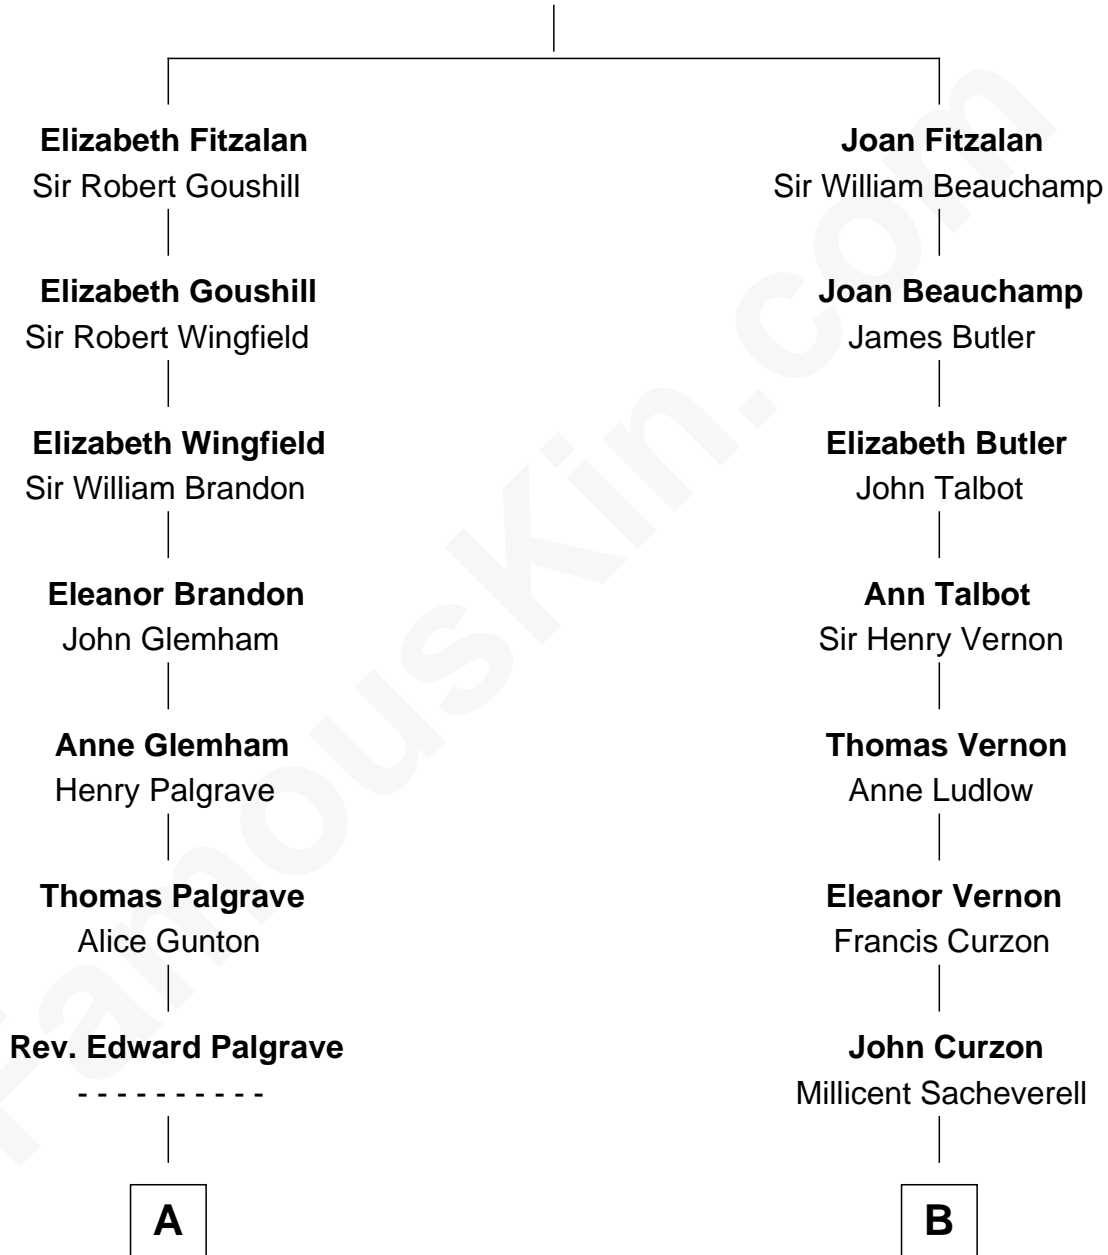 Elizabeth Fitzalan
Sir Robert Goushill
Elizabeth Goushill
Sir Robert Wingfield
Elizabeth Wingfield
Sir William Brandon
Eleanor Brandon
John Glemham
Anne Glemham
Henry Palgrave
Thomas Palgrave
Alice Gunton
Rev. Edward Palgrave
- - - - - - - - - -
A
Joan Fitzalan
Sir William Beauchamp
Joan Beauchamp
James Butler
Elizabeth Butler
John Talbot
Ann Talbot
Sir Henry Vernon
Thomas Vernon
Anne Ludlow
Eleanor Vernon
Francis Curzon
John Curzon
Millicent Sacheverell
B
FamousKin.com